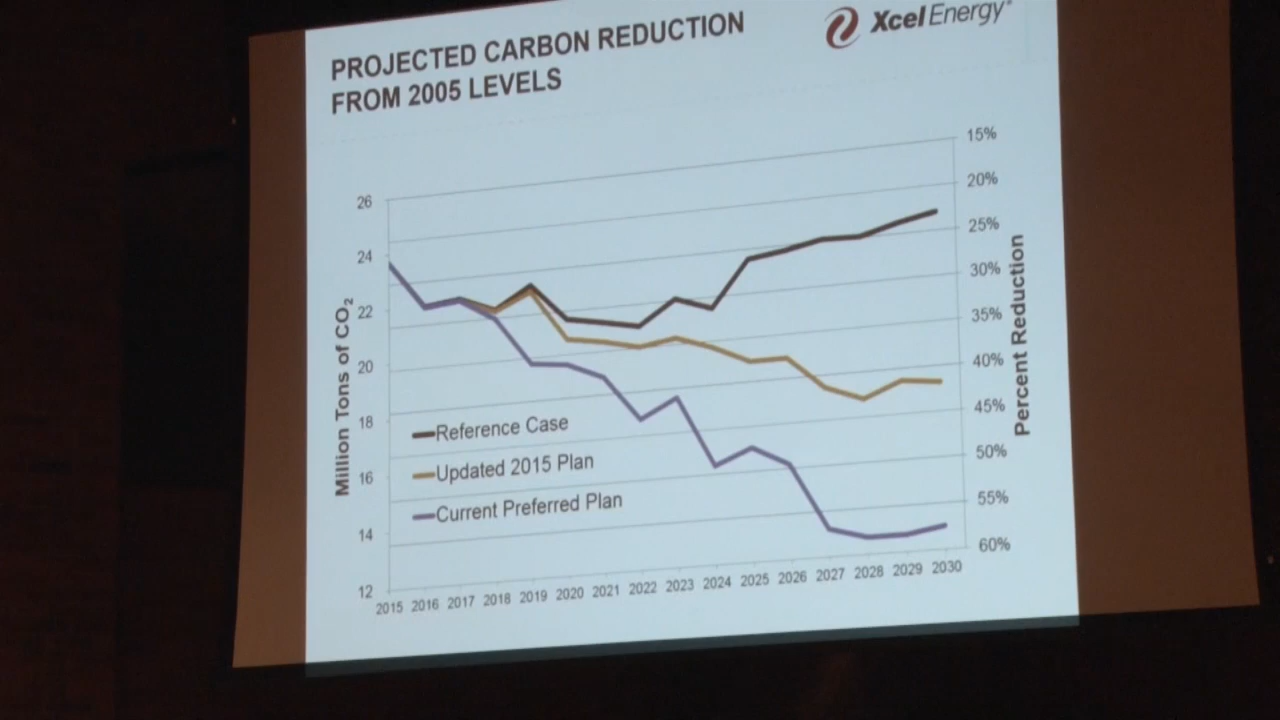 PROJECTED CARBON REDUCTION
FROM 2005 LEVELS
Xcel Energy®
26
24
22
20
18
16
14
12
Million Tons of CO2
15%
20%
25%
30%
35%
40%
45%
50%
55%
60%
Percent Reduction
Reference Case
Updated 2015 Plan
Current Preferred Plan
2015 2016 2017 2018 2019 2020 2021 2022 2023 2024 2025 2026 2027 2028 2029 2030